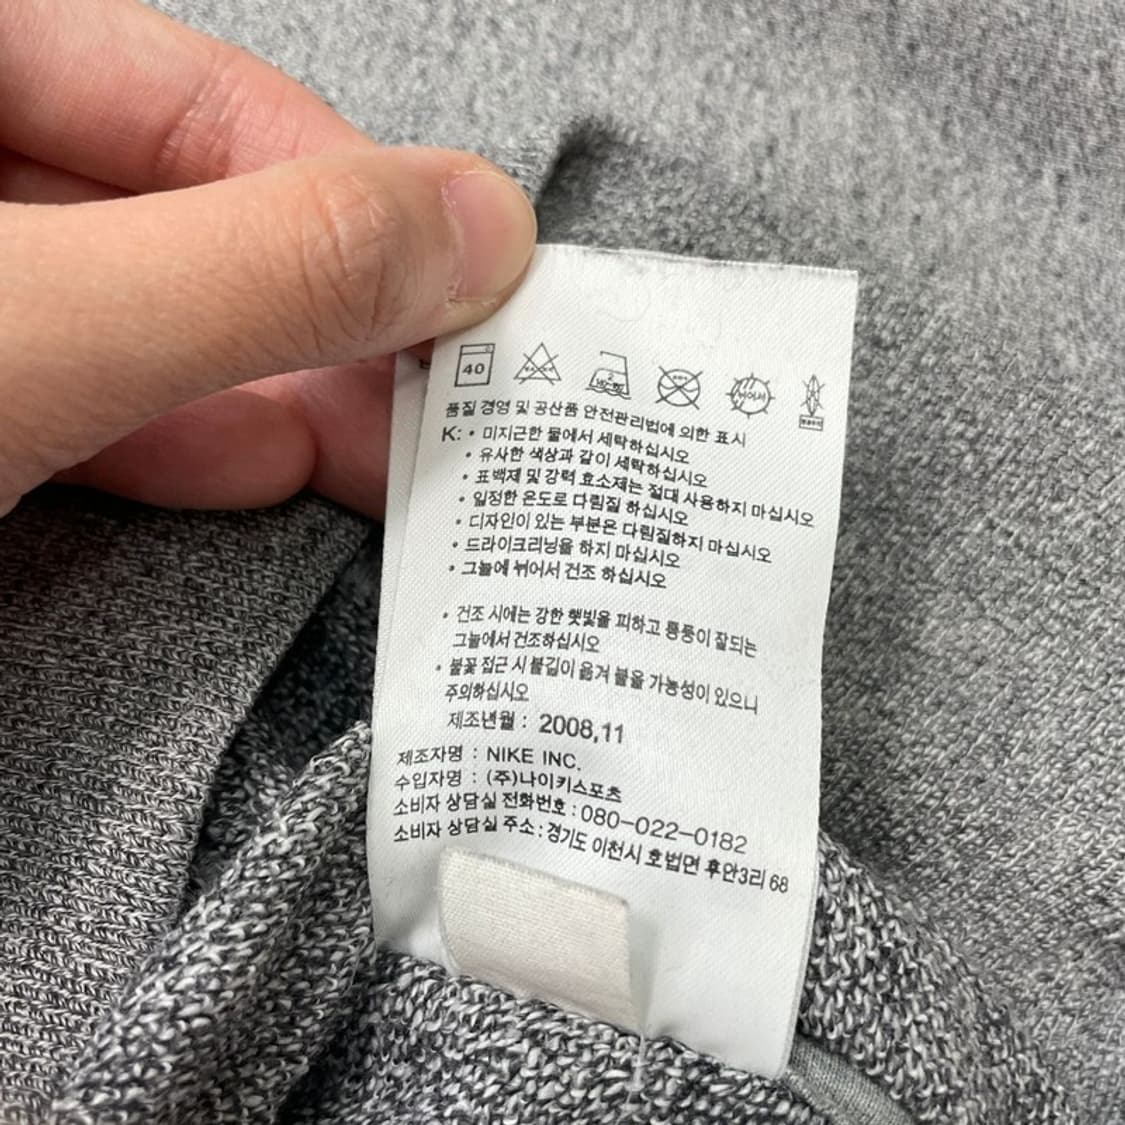 40
품질 경영 및 공산품 안전관리법에 의한 표시
K: • 미지근한 물에서 세탁하십시오
• 유사한 색상과 같이 세탁하십시오
• 표백제 및 강력 효소제는 절대 사용하지 마십시오
• 일정한 온도로 다림질 하십시오
• 디자인이 있는 부분은 다림질하지 마십시오
• 드라이크리닝을 하지 마십시오
• 그늘에 뉘어서 건조 하십시오
• 건조 시에는 강한 햇빛을 피하고 통풍이 잘되는
그늘에서 건조하십시오
• 불꽃 접근 시 불길이 옮겨 붙을 가능성이 있으니
주의하십시오
제조년월 : 2008,11
제조자명 : NIKE INC.
수입자명 : (주)나이키스포츠
소비자 상담실 전화번호 : 080-022-0182
소비자 상담실 주소 : 경기도 이천시 호법면 후안3리 68